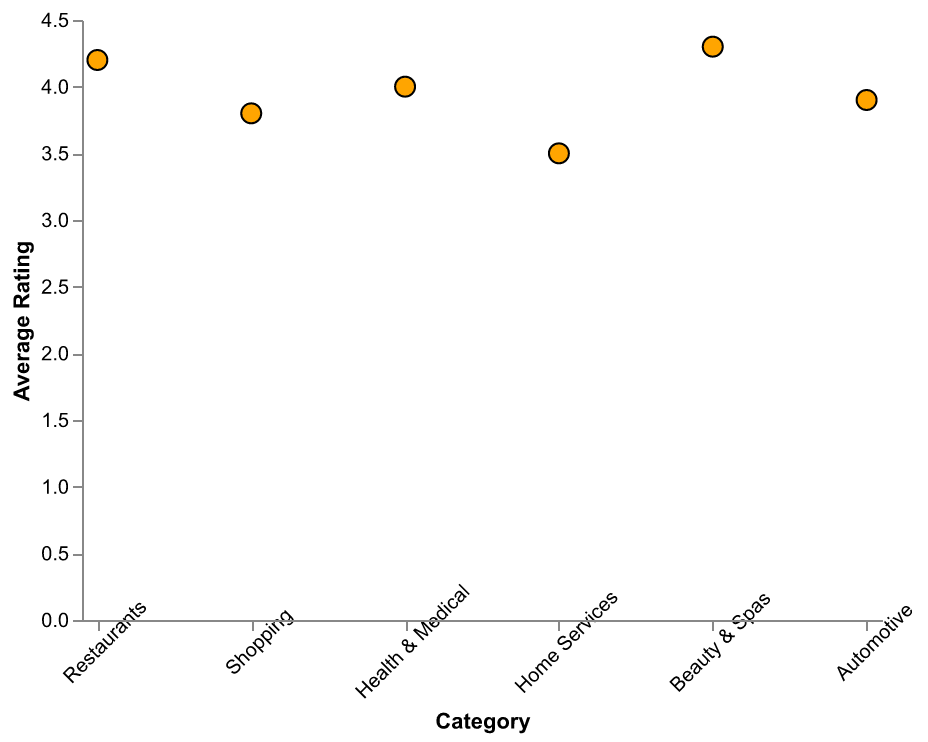 4.5
4.0
3.5
3.0
2.5
2.0
1.5
1.0
0.5
0.0
Average Rating
Restaurants
Shopping
Health & Medical
Home Services
Beauty & Spas
Automotive
Category